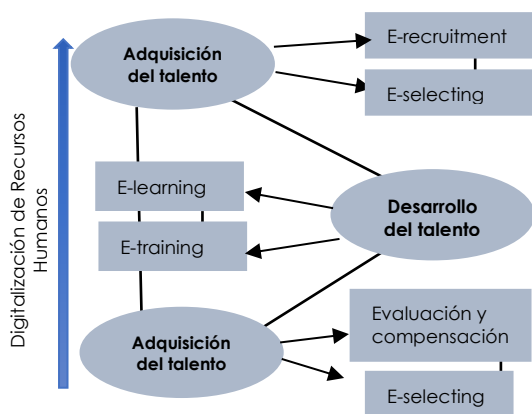 Digitalización de Recursos
Humanos
Adquisición
del talento
E-recruitment
E-selecting
E-learning
E-training
Desarrollo
del talento
Adquisición
del talento
Evaluación y
compensación
E-selecting